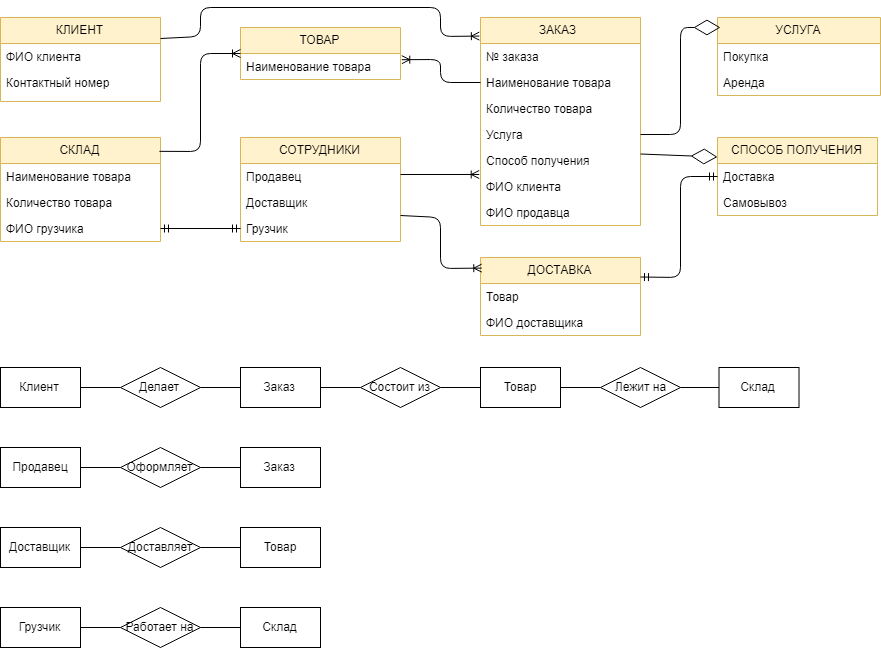 КЛИЕНТ
ФИО клиента
Контактный номер
ТОВАР
Наименование товара
ЗАКАЗ
№ заказа
Наименование товара
Количество товара
Услуга
Способ получения
ФИО клиента
ФИО продавца
УСЛУГА
Покупка
Аренда
СКЛАД
Наименование товара
Количество товара
ФИО грузчика
СОТРУДНИКИ
Продавец
Доставщик
Грузчик
СПОСОБ ПОЛУЧЕНИЯ
Доставка
Самовывоз
ДОСТАВКА
Товар
ФИО доставщика
Клиент
Делает
Заказ
Состоит из
Товар
Лежит на
Склад
Продавец
Оформляет
Заказ
Доставщик
Доставляет
Товар
Грузчик
Работает на
Склад